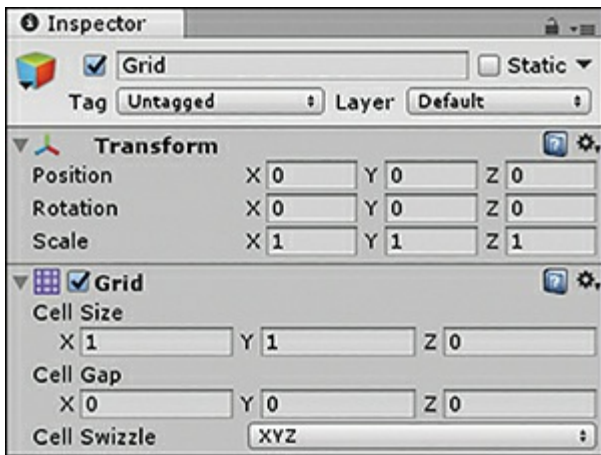 Inspector
Grid Static
Tag Untagged Layer Default
Transform
Position X 0 Y 0 Z 0
Rotation X 0 Y 0 Z 0
Scale X 1 Y 1 Z 1
Grid
Cell Size
X 1 Y 1 Z 0
Cell Gap
X 0 Y 0 Z 0
Cell Swizzle XYZ